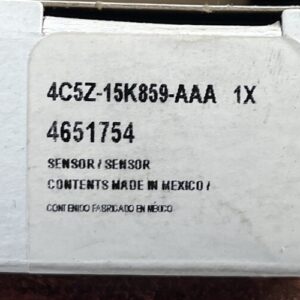 4C5Z-15K859-AAA 1X
4651754
SENSOR / SENSOR
CONTENTS MADE IN MEXICO /
CONTENIDO FABRICADO EN MÉXICO